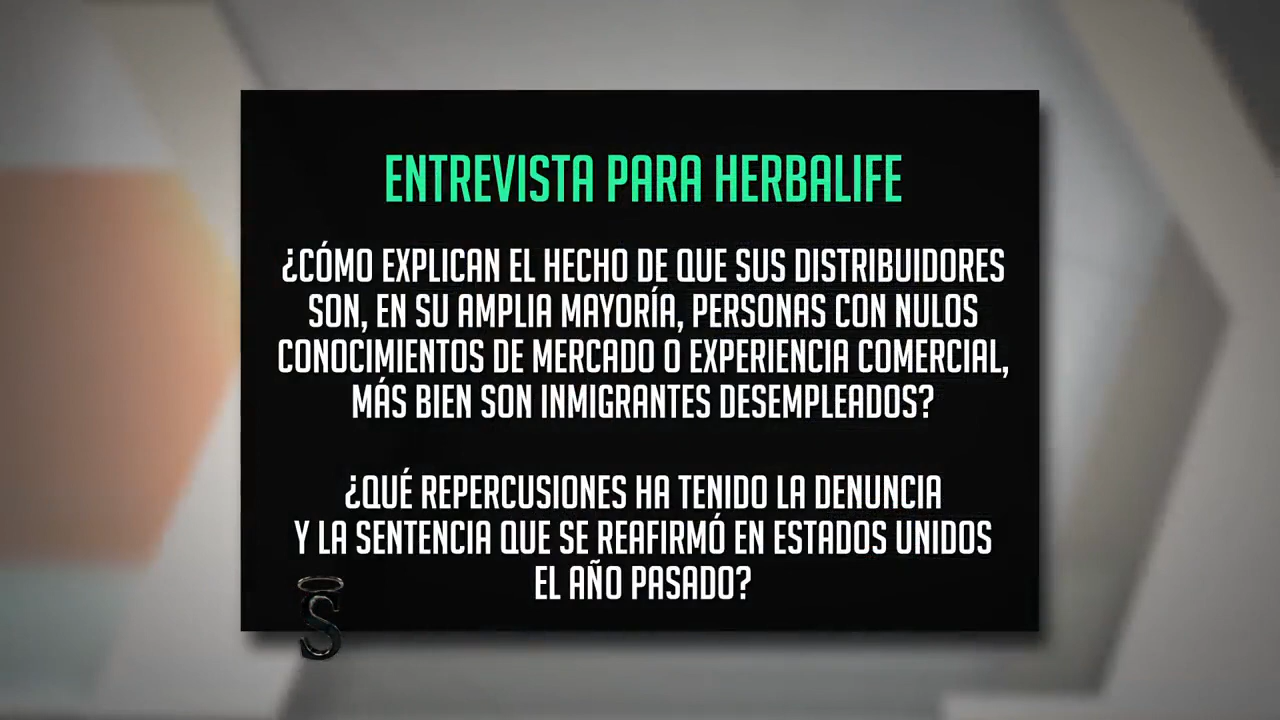 ENTREVISTA PARA HERBALIFE
¿CÓMO EXPLICAN EL HECHO DE QUE SUS DISTRIBUIDORES
SON, EN SU AMPLIA MAYORÍA, PERSONAS CON NULOS
CONOCIMIENTOS DE MERCADO O EXPERIENCIA COMERCIAL,
MÁS BIEN SON INMIGRANTES DESEMPLEADOS?
¿QUÉ REPERCUSIONES HA TENIDO LA DENUNCIA
Y LA SENTENCIA QUE SE REAFIRMÓ EN ESTADOS UNIDOS
EL AÑO PASADO?
S